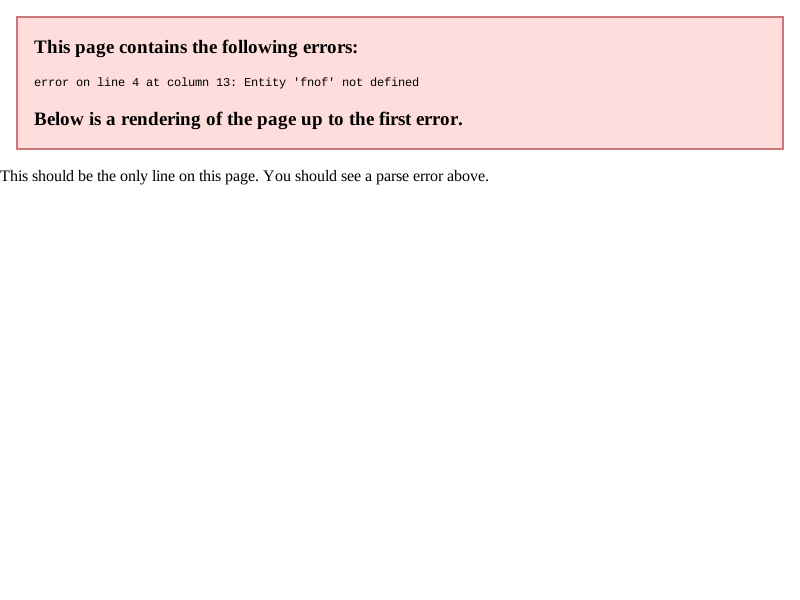 This page contains the following errors:
error on line 4 at column 13: Entity 'fnof' not defined
Below is a rendering of the page up to the first error.
This should be the only line on this page. You should see a parse error above.